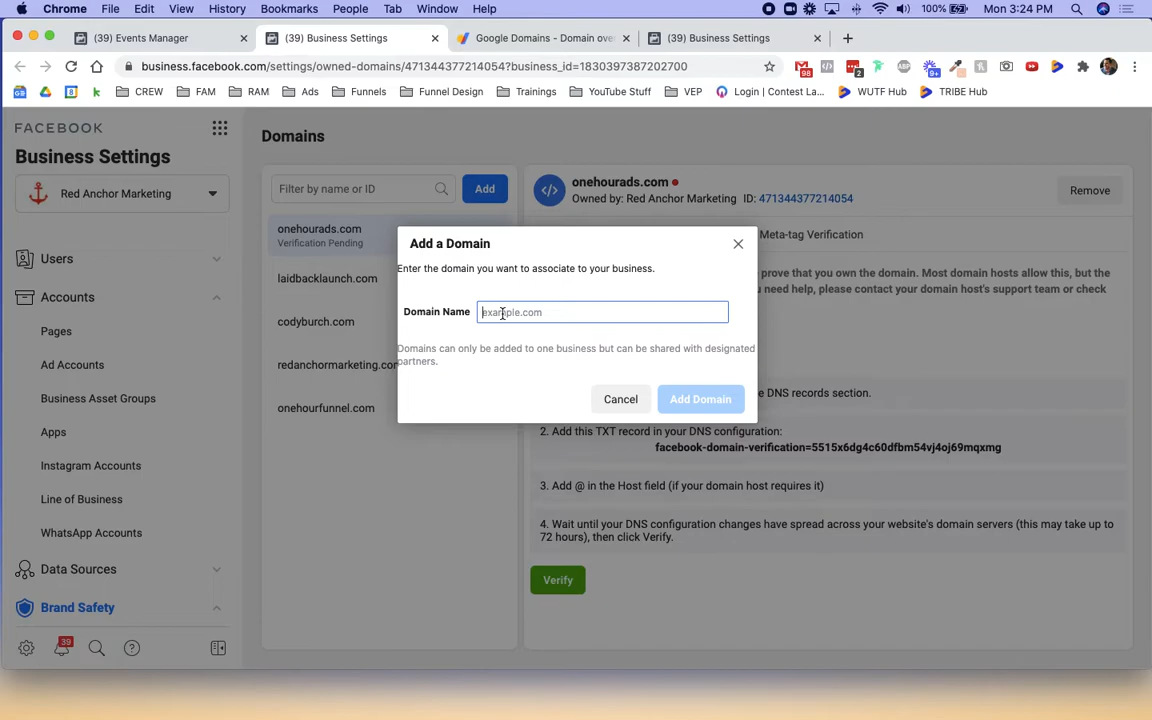 Chrome File Edit View History Bookmarks People Tab Window Help 100% Mon 3:24 PM
(39) Events Manager (39) Business Settings Google Domains - Domain over (39) Business Settings
business.facebook.com/settings/owned-domains/471344377214054?business_id=1830397387202700 98 2 9+
CREW FAM RAM Ads Funnels Funnel Design Trainings YouTube Stuff VEP Login | Contest La... WUTF Hub TRIBE Hub
FACEBOOK
Business Settings
Red Anchor Marketing
Users
Accounts
Pages
Ad Accounts
Business Asset Groups
Apps
Instagram Accounts
Line of Business
WhatsApp Accounts
Data Sources
Brand Safety
39
Domains
Filter by name or ID
Add
onehourads.com
Verification Pending
laidbacklaunch.com
codyburch.com
redanchormarketing.com
onehourfunnel.com
onehourads.com
Owned by: Red Anchor Marketing ID: 471344377214054
Remove
Meta-tag Verification
prove that you own the domain. Most domain hosts allow this, but the
u need help, please contact your domain host's support team or check
e DNS records section.
2. Add this TXT record in your DNS configuration:
facebook-domain-verification=5515x6dg4c60dfbm54vj4oj69mqxmg
3. Add @ in the Host field (if your domain host requires it)
4. Wait until your DNS configuration changes have spread across your website's domain servers (this may take up to
72 hours), then click Verify.
Verify
Add a Domain
Enter the domain you want to associate to your business.
Domain Name example.com
Domains can only be added to one business but can be shared with designated
partners.
Cancel Add Domain